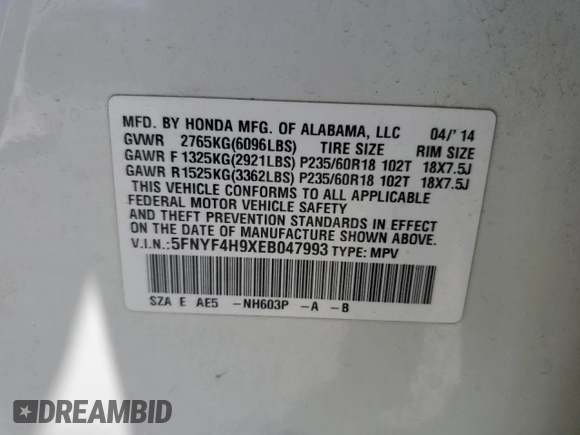 MFD. BY HONDA MFG. OF ALABAMA, LLC 04/'14
GVWR 2765KG(6096LBS) TIRE SIZE RIM SIZE
GAWR F 1325KG(2921LBS) P235/60R18 102T 18X7.5J
GAWR R1525KG(3362LBS) P235/60R18 102T 18X7.5J
THIS VEHICLE CONFORMS TO ALL APPLICABLE
FEDERAL MOTOR VEHICLE SAFETY
AND THEFT PREVENTION STANDARDS IN EFFECT
ON THE DATE OF MANUFACTURE SHOWN ABOVE.
V.I.N.:5FNYF4H9XEB047993 TYPE: MPV
SZA E AE5 -NH603P -A -B
DREAMBID